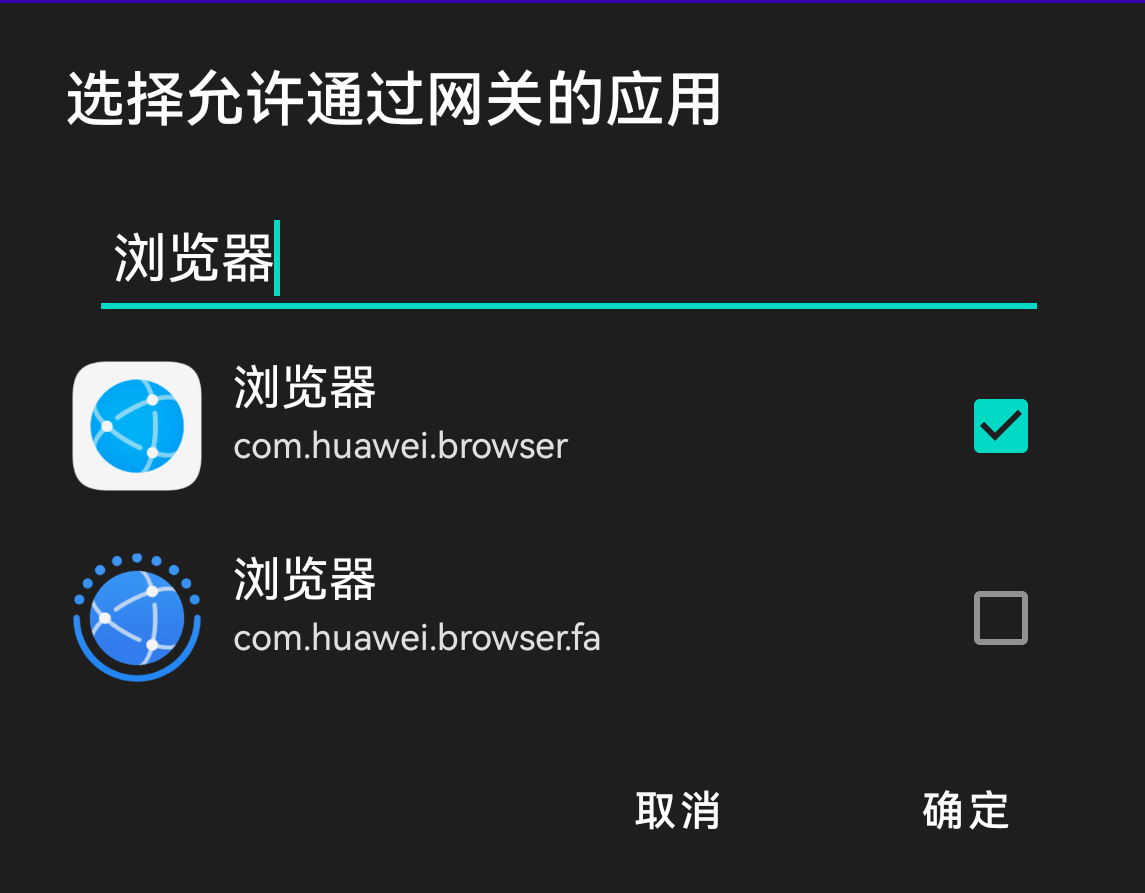 选择允许通过网关的应用
浏览器
浏览器
com.huawei.browser
浏览器
com.huawei.browser.fa
取消 确定